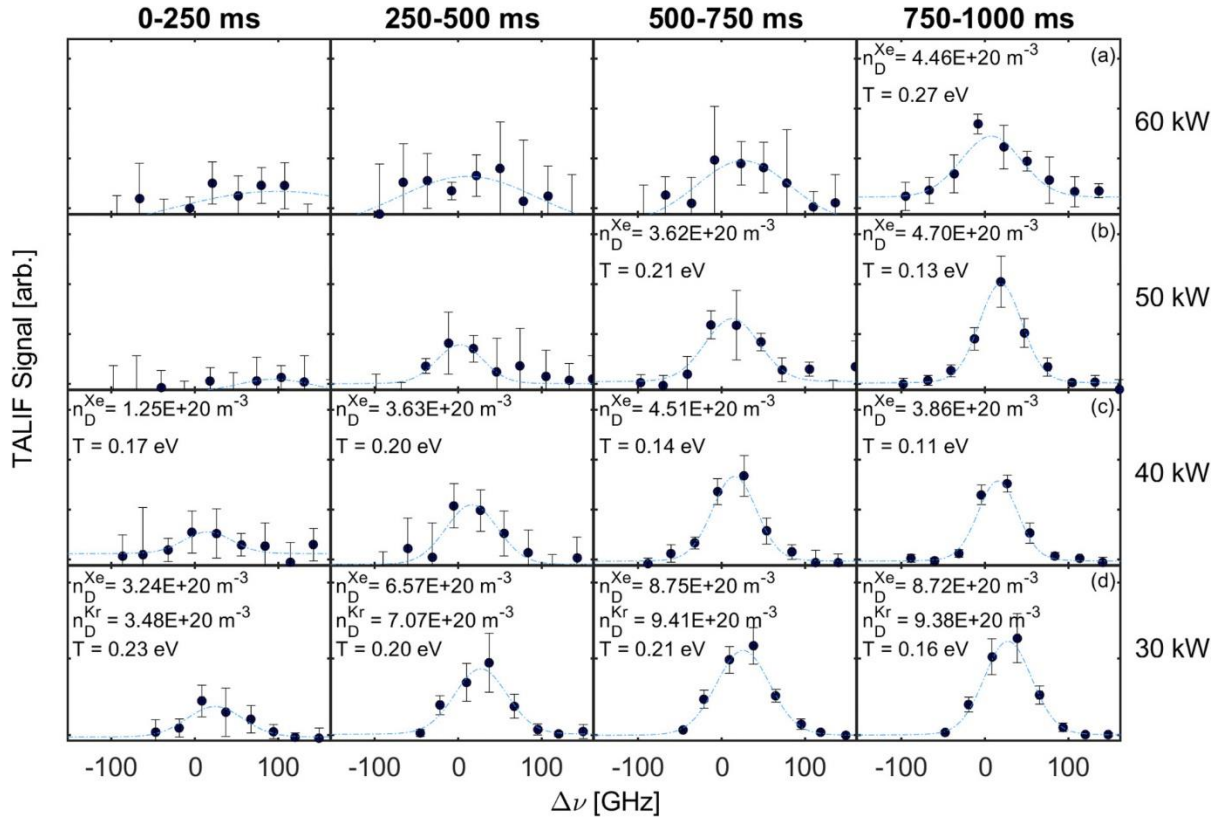 0-250 ms 250-500 ms 500-750 ms 750-1000 ms
n_D^Xe = 4.46E+20 m^-3 (a)
T = 0.27 eV
60 kW
n_D^Xe = 3.62E+20 m^-3 n_D^Xe = 4.70E+20 m^-3 (b)
T = 0.21 eV T = 0.13 eV
50 kW
TALIF Signal [arb.]
n_D^Xe = 1.25E+20 m^-3 n_D^Xe = 3.63E+20 m^-3 n_D^Xe = 4.51E+20 m^-3 n_D^Xe = 3.86E+20 m^-3 (c)
T = 0.17 eV T = 0.20 eV T = 0.14 eV T = 0.11 eV
40 kW
n_D^Xe = 3.24E+20 m^-3 n_D^Xe = 6.57E+20 m^-3 n_D^Xe = 8.75E+20 m^-3 n_D^Xe = 8.72E+20 m^-3 (d)
n_D^Kr = 3.48E+20 m^-3 n_D^Kr = 7.07E+20 m^-3 n_D^Kr = 9.41E+20 m^-3 n_D^Kr = 9.38E+20 m^-3
T = 0.23 eV T = 0.20 eV T = 0.21 eV T = 0.16 eV
30 kW
-100 0 100 -100 0 100 -100 0 100 -100 0 100
Δν [GHz]